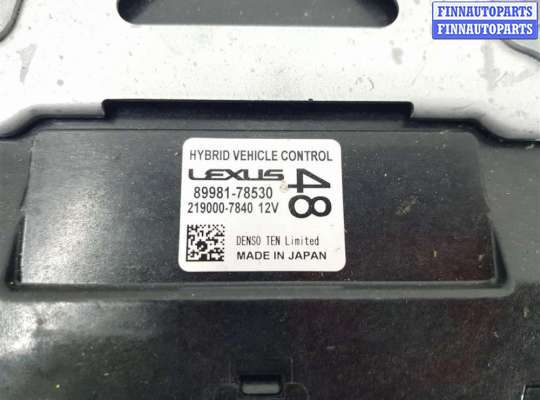 FINNAUTOPARTS
FINNAUTOPARTS
HYBRID VEHICLE CONTROL
LEXUS
89981-78530
219000-7840 12V
48
DENSO TEN Limited
MADE IN JAPAN